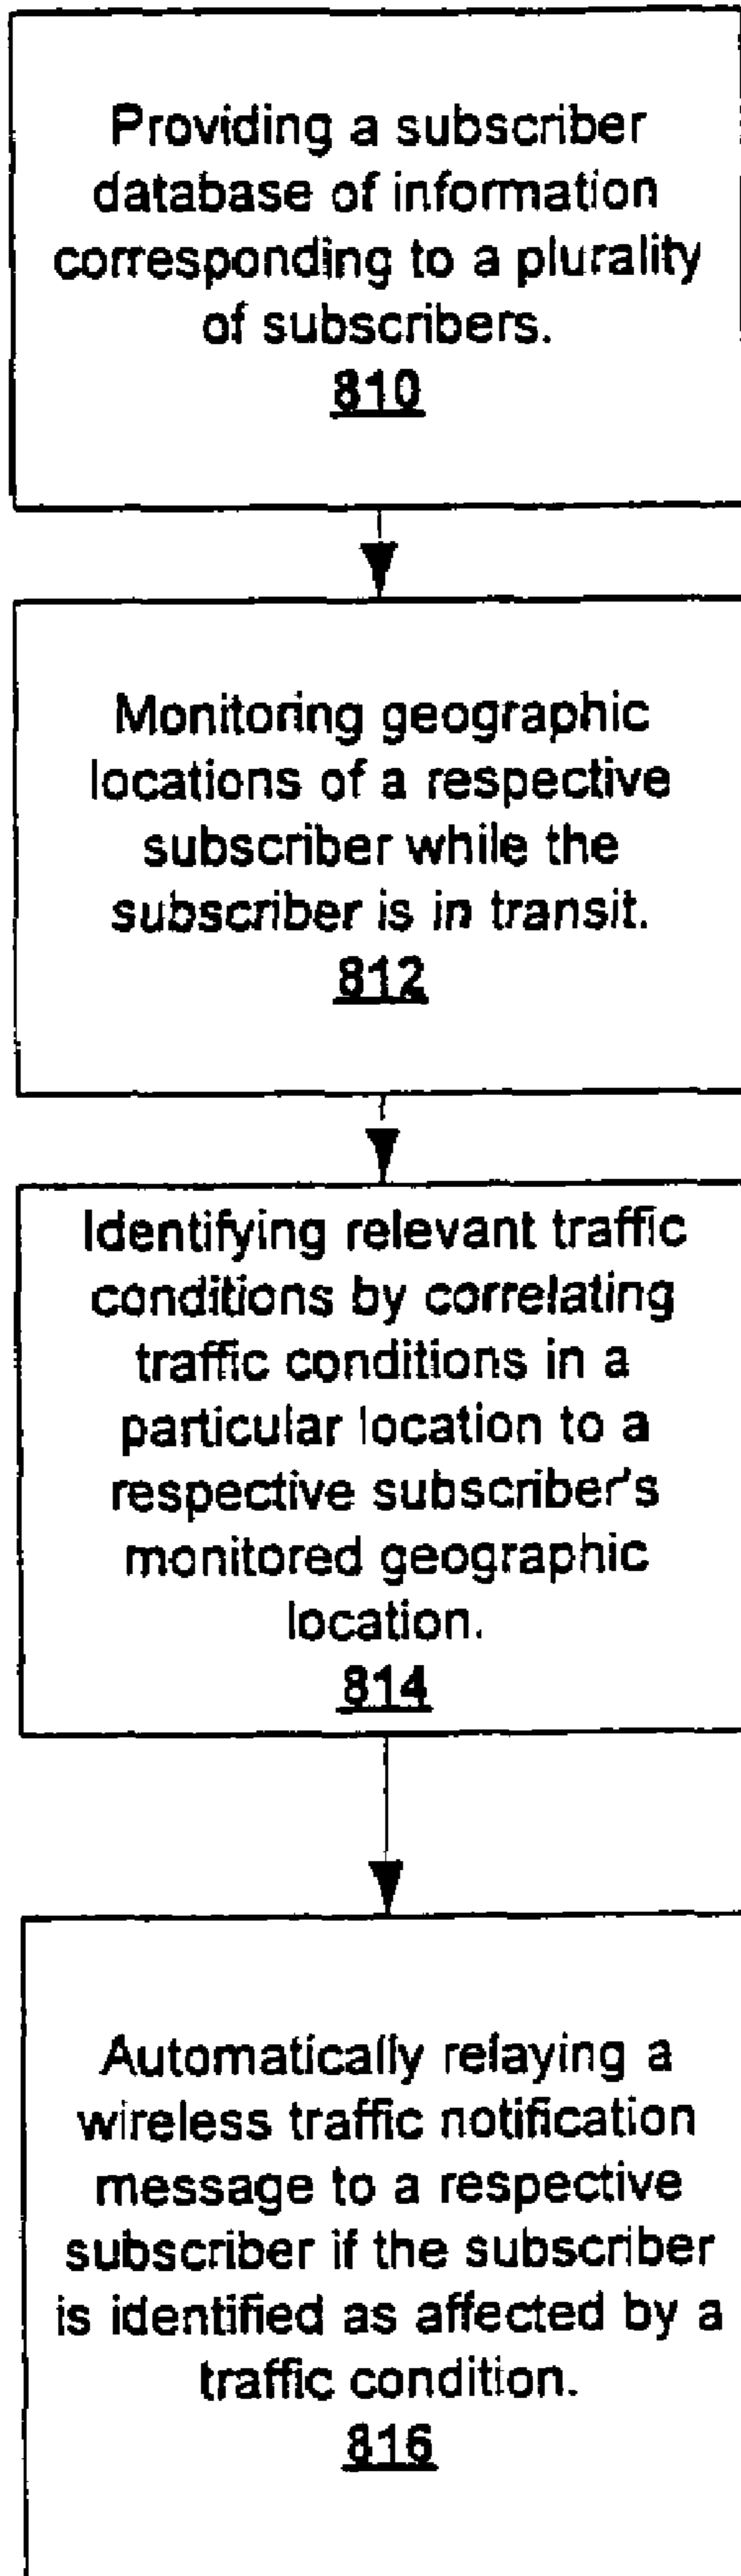 Providing a subscriber
database of information
corresponding to a plurality
of subscribers.
810
Monitoring geographic
locations of a respective
subscriber while the
subscriber is in transit.
812
Identifying relevant traffic
conditions by correlating
traffic conditions in a
particular location to a
respective subscriber's
monitored geographic
location.
814
Automatically relaying a
wireless traffic notification
message to a respective
subscriber if the subscriber
is identified as affected by a
traffic condition.
816